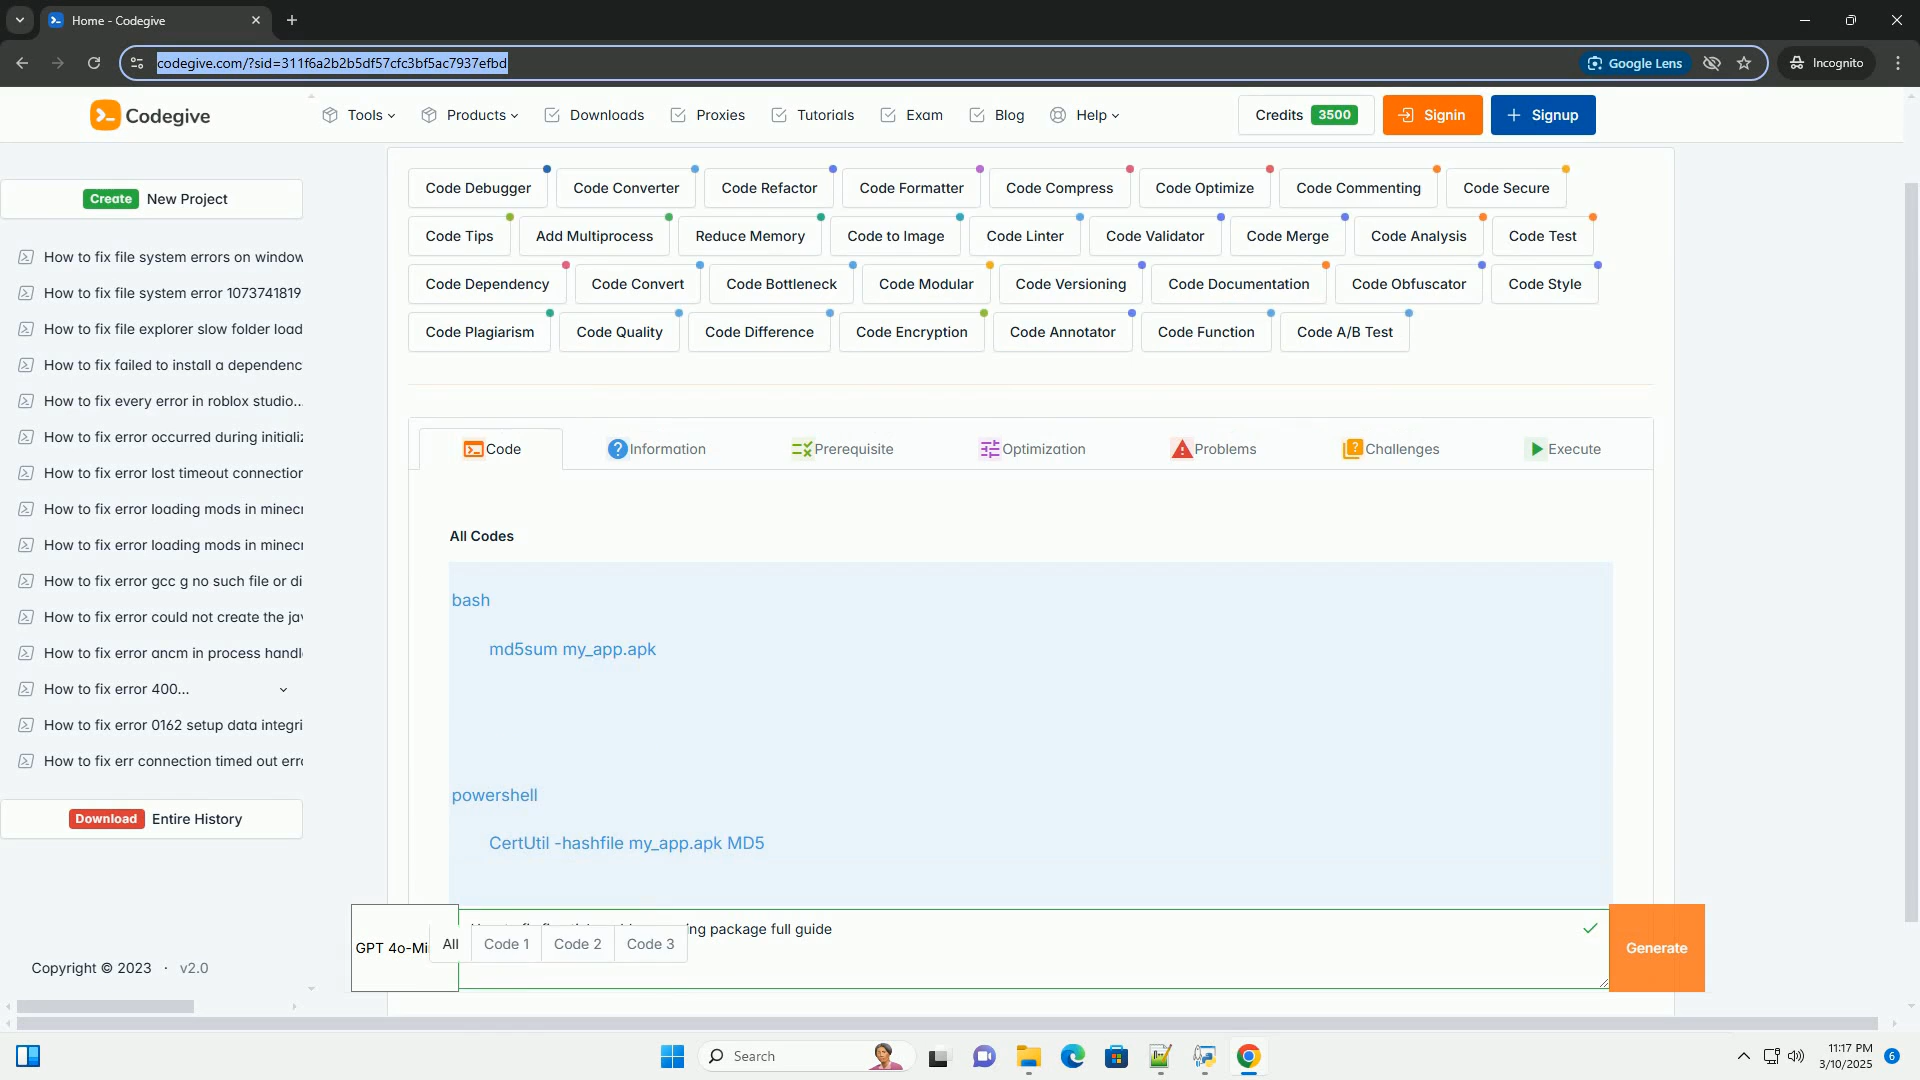 Home - Codegive
codegive.com/?sid=311f6a2b2b5df57cfc3bf5ac7937efbd
Google Lens
Incognito
Codegive
Tools
Products
Downloads
Proxies
Tutorials
Exam
Blog
Help
Credits 3500
Signin
Signup
Create New Project
How to fix file system errors on window
How to fix file system error 1073741819
How to fix file explorer slow folder load
How to fix failed to install a dependenc
How to fix every error in roblox studio...
How to fix error occurred during initializ
How to fix error lost timeout connection
How to fix error loading mods in minecr
How to fix error loading mods in minecr
How to fix error gcc g no such file or di
How to fix error could not create the jav
How to fix error ancm in process handl
How to fix error 400...
How to fix error 0162 setup data integri
How to fix err connection timed out erro
Download Entire History
Copyright © 2023 · v2.0
Code Debugger
Code Converter
Code Refactor
Code Formatter
Code Compress
Code Optimize
Code Commenting
Code Secure
Code Tips
Add Multiprocess
Reduce Memory
Code to Image
Code Linter
Code Validator
Code Merge
Code Analysis
Code Test
Code Dependency
Code Convert
Code Bottleneck
Code Modular
Code Versioning
Code Documentation
Code Obfuscator
Code Style
Code Plagiarism
Code Quality
Code Difference
Code Encryption
Code Annotator
Code Function
Code A/B Test
Code
Information
Prerequisite
Optimization
Problems
Challenges
Execute
All Codes
bash
md5sum my_app.apk
powershell
CertUtil -hashfile my_app.apk MD5
GPT 4o-Mi
package full guide
All
Code 1
Code 2
Code 3
Generate
Search
11:17 PM
3/10/2025
6